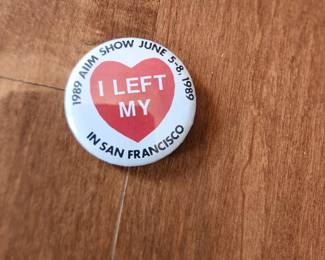 1989 AIIM SHOW JUNE 5-8, 1989
I LEFT
MY
IN SAN FRANCISCO